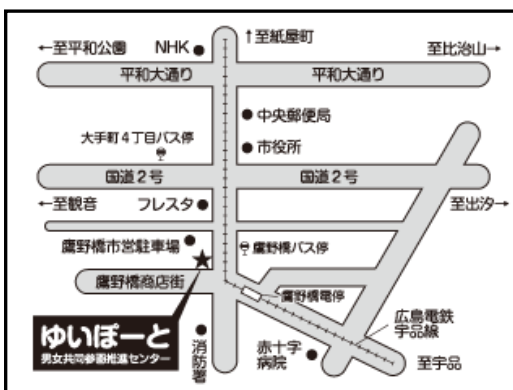 ↑至紙屋町
←至平和公園
NHK
至比治山→
平和大通り
平和大通り
中央郵便局
大手町4丁目バス停
市役所
国道2号
国道2号
←至観音
フレスタ
至出汐→
鷹野橋市営駐車場
鷹野橋バス停
鷹野橋商店街
鷹野橋電停
ゆいぽーと
男女共同参画推進センター
消防署
赤十字
病院
広島電鉄
宇品線
至宇品